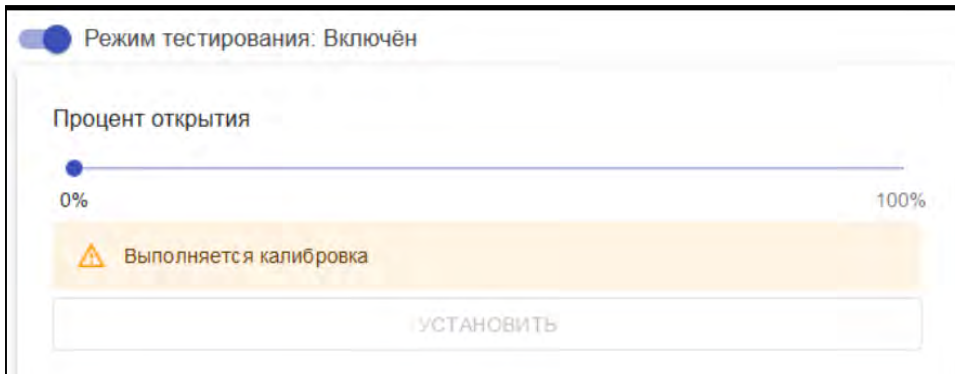 Режим тестирования: Включён
Процент открытия
0% 100%
Выполняется калибровка
УСТАНОВИТЬ